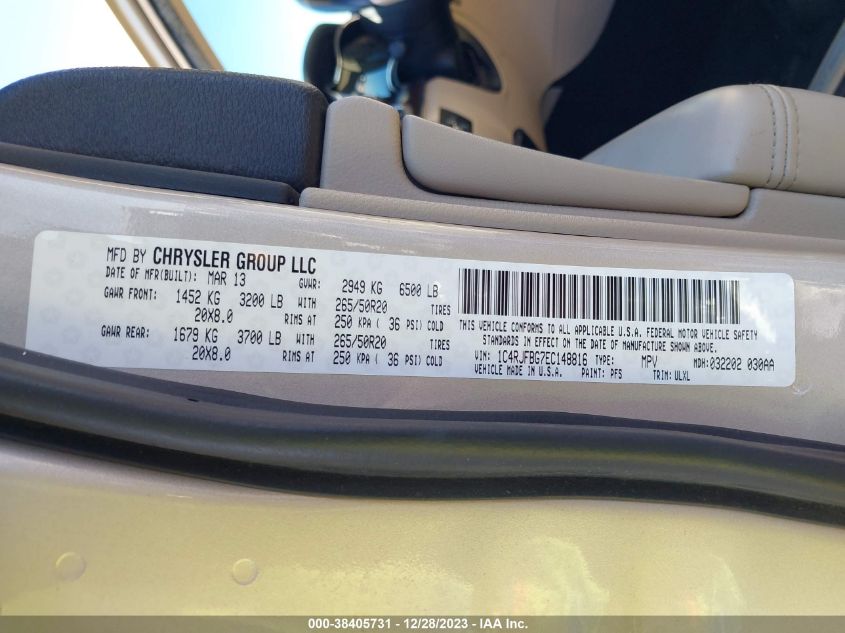 MFD BY CHRYSLER GROUP LLC
DATE OF MFR(BUILT): MAR 13 GVWR: 2949 KG 6500 LB
GAWR FRONT: 1452 KG 3200 LB WITH 265/50R20 TIRES
20X8.0 RIMS AT 250 KPA ( 36 PSI) COLD
GAWR REAR: 1679 KG 3700 LB WITH 265/50R20 TIRES
20X8.0 RIMS AT 250 KPA ( 36 PSI) COLD
THIS VEHICLE CONFORMS TO ALL APPLICABLE U.S.A. FEDERAL MOTOR VEHICLE SAFETY
STANDARDS IN EFFECT ON THE DATE OF MANUFACTURE SHOWN ABOVE.
VIN: 1C4RJFBG7EC148816 TYPE: MPV MDH:032202 030AA
VEHICLE MADE IN U.S.A. PAINT: PFS TRIM: ULXL
000-38405731 - 12/28/2023 - IAA Inc.